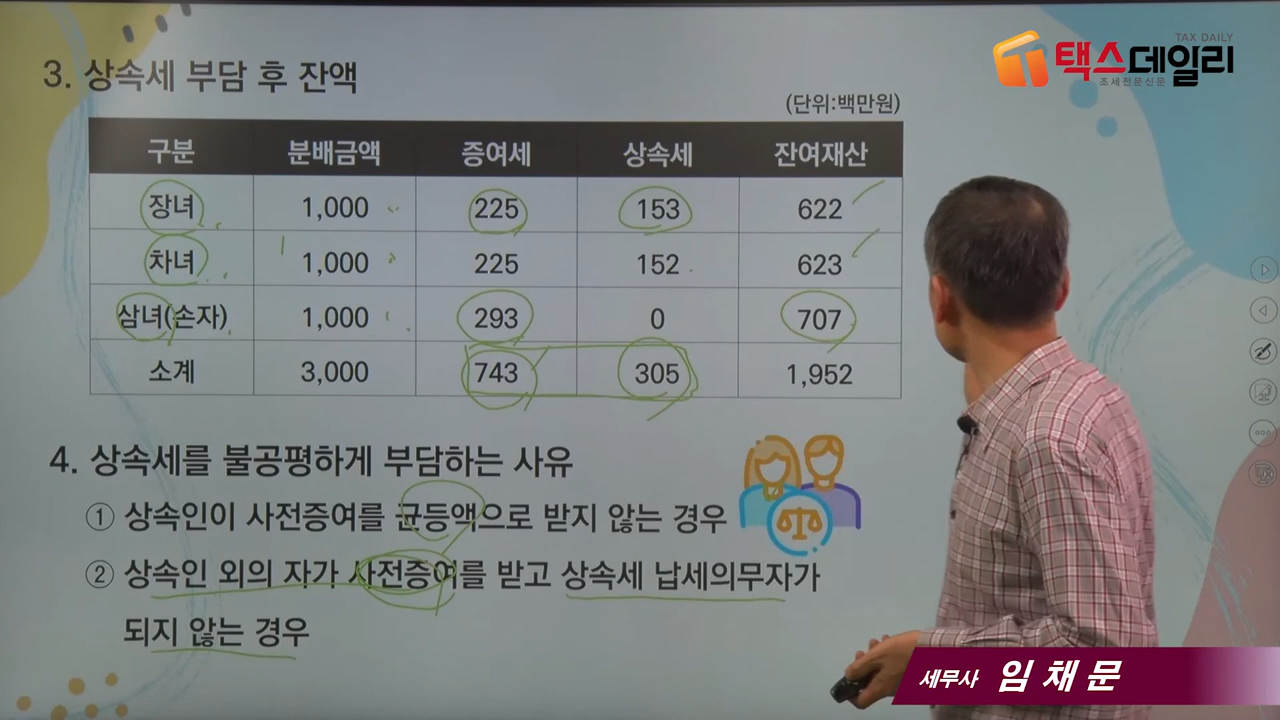 TAX DAILY
택스데일리
조세전문신문
3. 상속세 부담 후 잔액
(단위:백만원)
구분 분배금액 증여세 상속세 잔여재산
장녀 1,000 225 153 622
차녀 1,000 225 152 623
삼녀(손자) 1,000 293 0 707
소계 3,000 743 305 1,952
4. 상속세를 불공평하게 부담하는 사유
① 상속인이 사전증여를 균등액으로 받지 않는 경우
② 상속인 외의 자가 사전증여를 받고 상속세 납세의무자가
되지 않는 경우
세무사 임채문